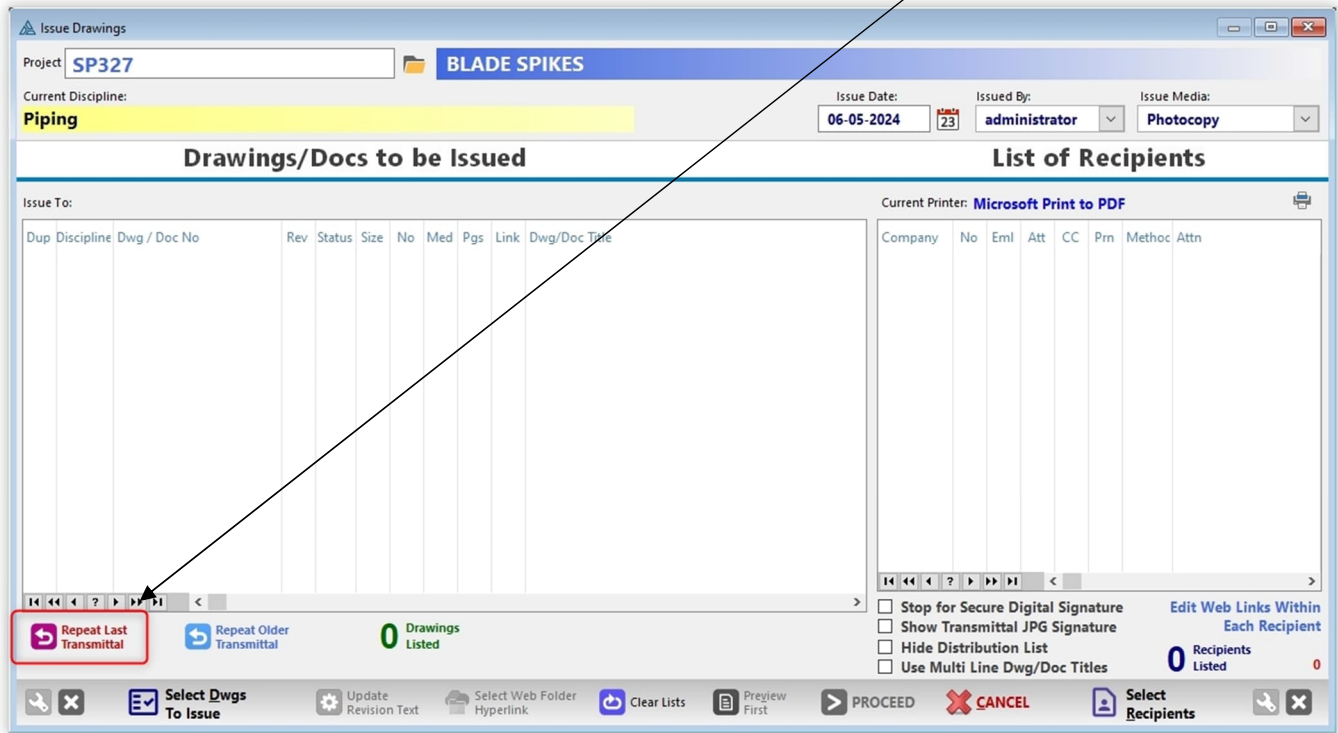 Issue Drawings
Project SP327 BLADE SPIKES
Current Discipline: Issue Date: Issued By: Issue Media:
Piping 06-05-2024 23 administrator Photocopy
Drawings/Docs to be Issued List of Recipients
Issue To: Current Printer: Microsoft Print to PDF
Dup Discipline Dwg / Doc No Rev Status Size No Med Pgs Link Dwg/Doc Title Company No Eml Att CC Prn Method Attn
?
?
Repeat Last
Transmittal
Repeat Older
Transmittal
0 Drawings
Listed
Stop for Secure Digital Signature
Show Transmittal JPG Signature
Hide Distribution List
Use Multi Line Dwg/Doc Titles
Edit Web Links Within
Each Recipient
0 Recipients
Listed 0
Select Dwgs
To Issue
Update
Revision Text
Select Web Folder
Hyperlink
Clear Lists
Preview
First
PROCEED
CANCEL
Select
Recipients